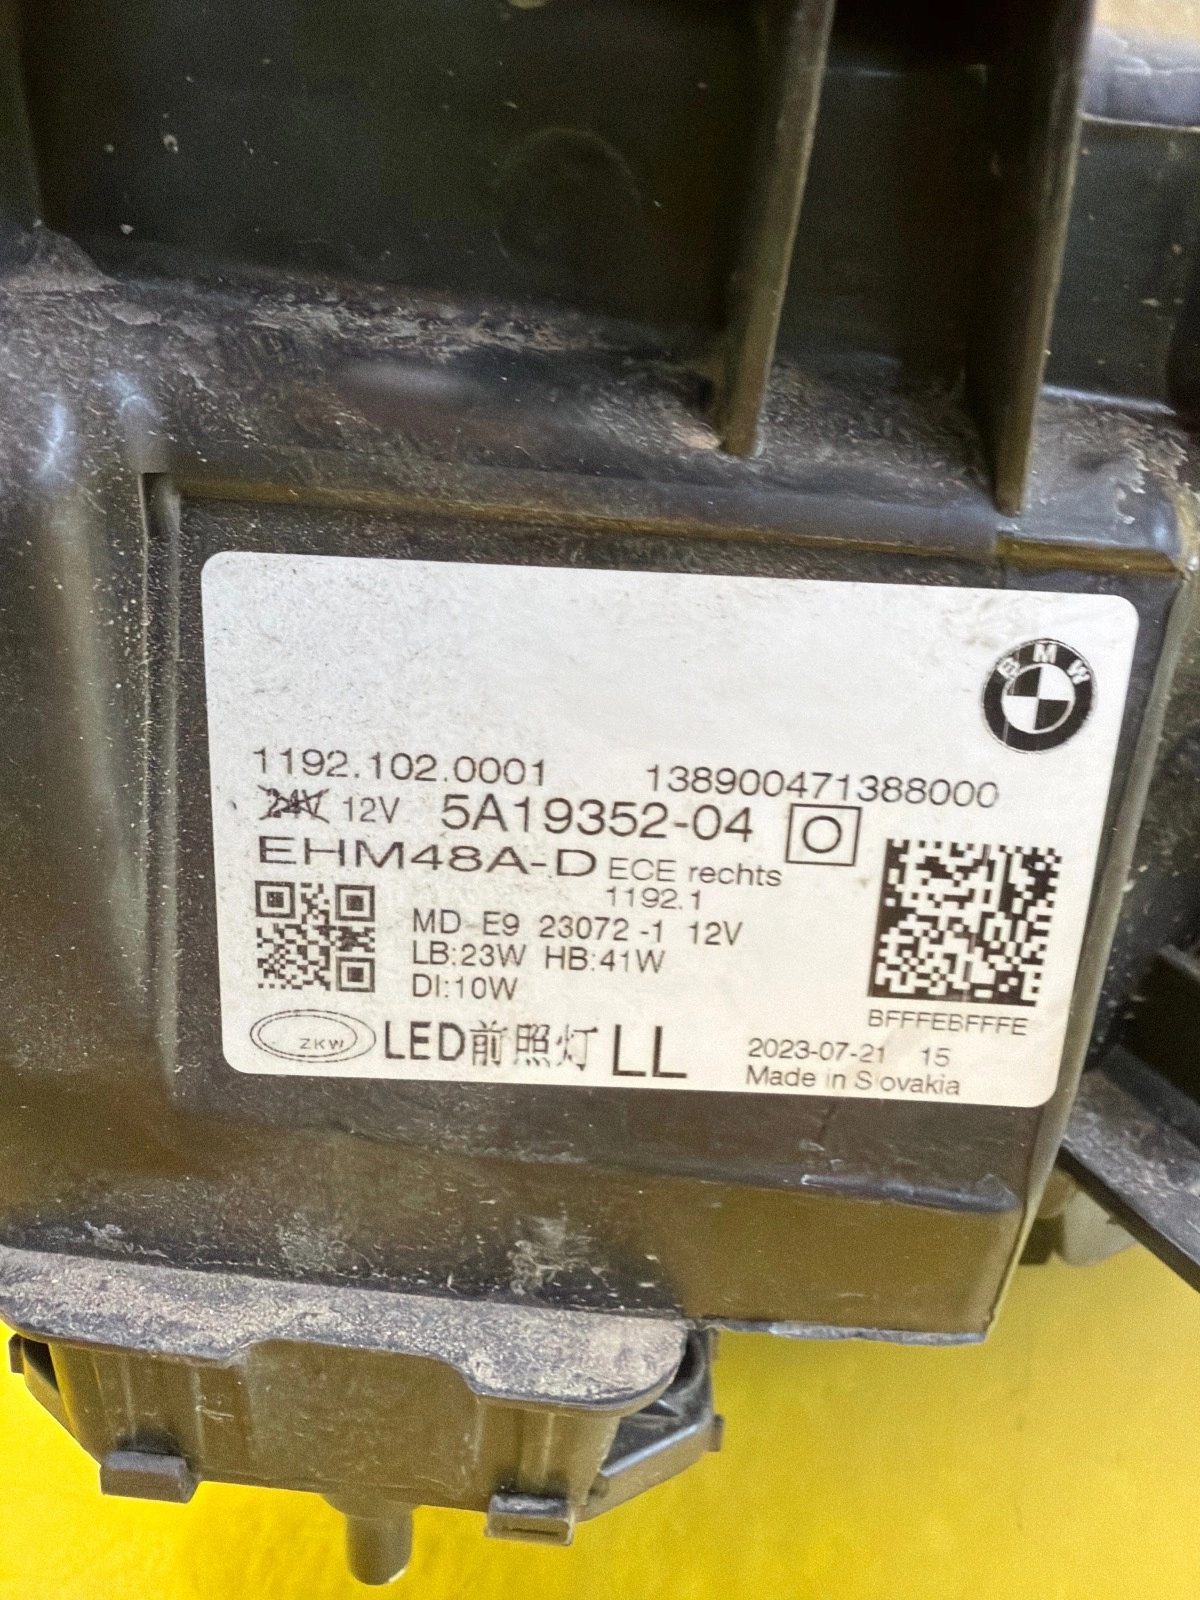 BMW
1192.102.0001 138900471388000
24V 12V 5A19352-04
EHM48A-D ECE rechts
1192.1
MD E9 23072 -1 12V
LB:23W HB:41W
DI:10W
BFFFEBFFFE
ZKW LED前照灯 LL
2023-07-21 15
Made in Slovakia